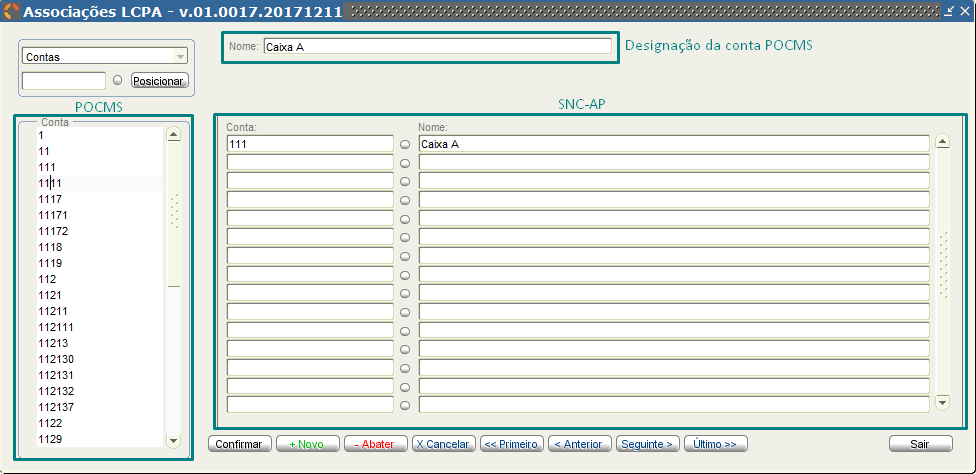 Associações LCPA - v.01.0017.20171211
Contas
Posicionar
Nome: Caixa A
Designação da conta POCMS
POCMS
Conta
1
11
111
1111
1117
11171
11172
1118
1119
112
1121
11211
112111
11213
112130
112131
112132
112137
1122
1129
SNC-AP
Conta: Nome:
111 Caixa A
Confirmar + Novo - Abater X Cancelar << Primeiro < Anterior Seguinte > Último >> Sair